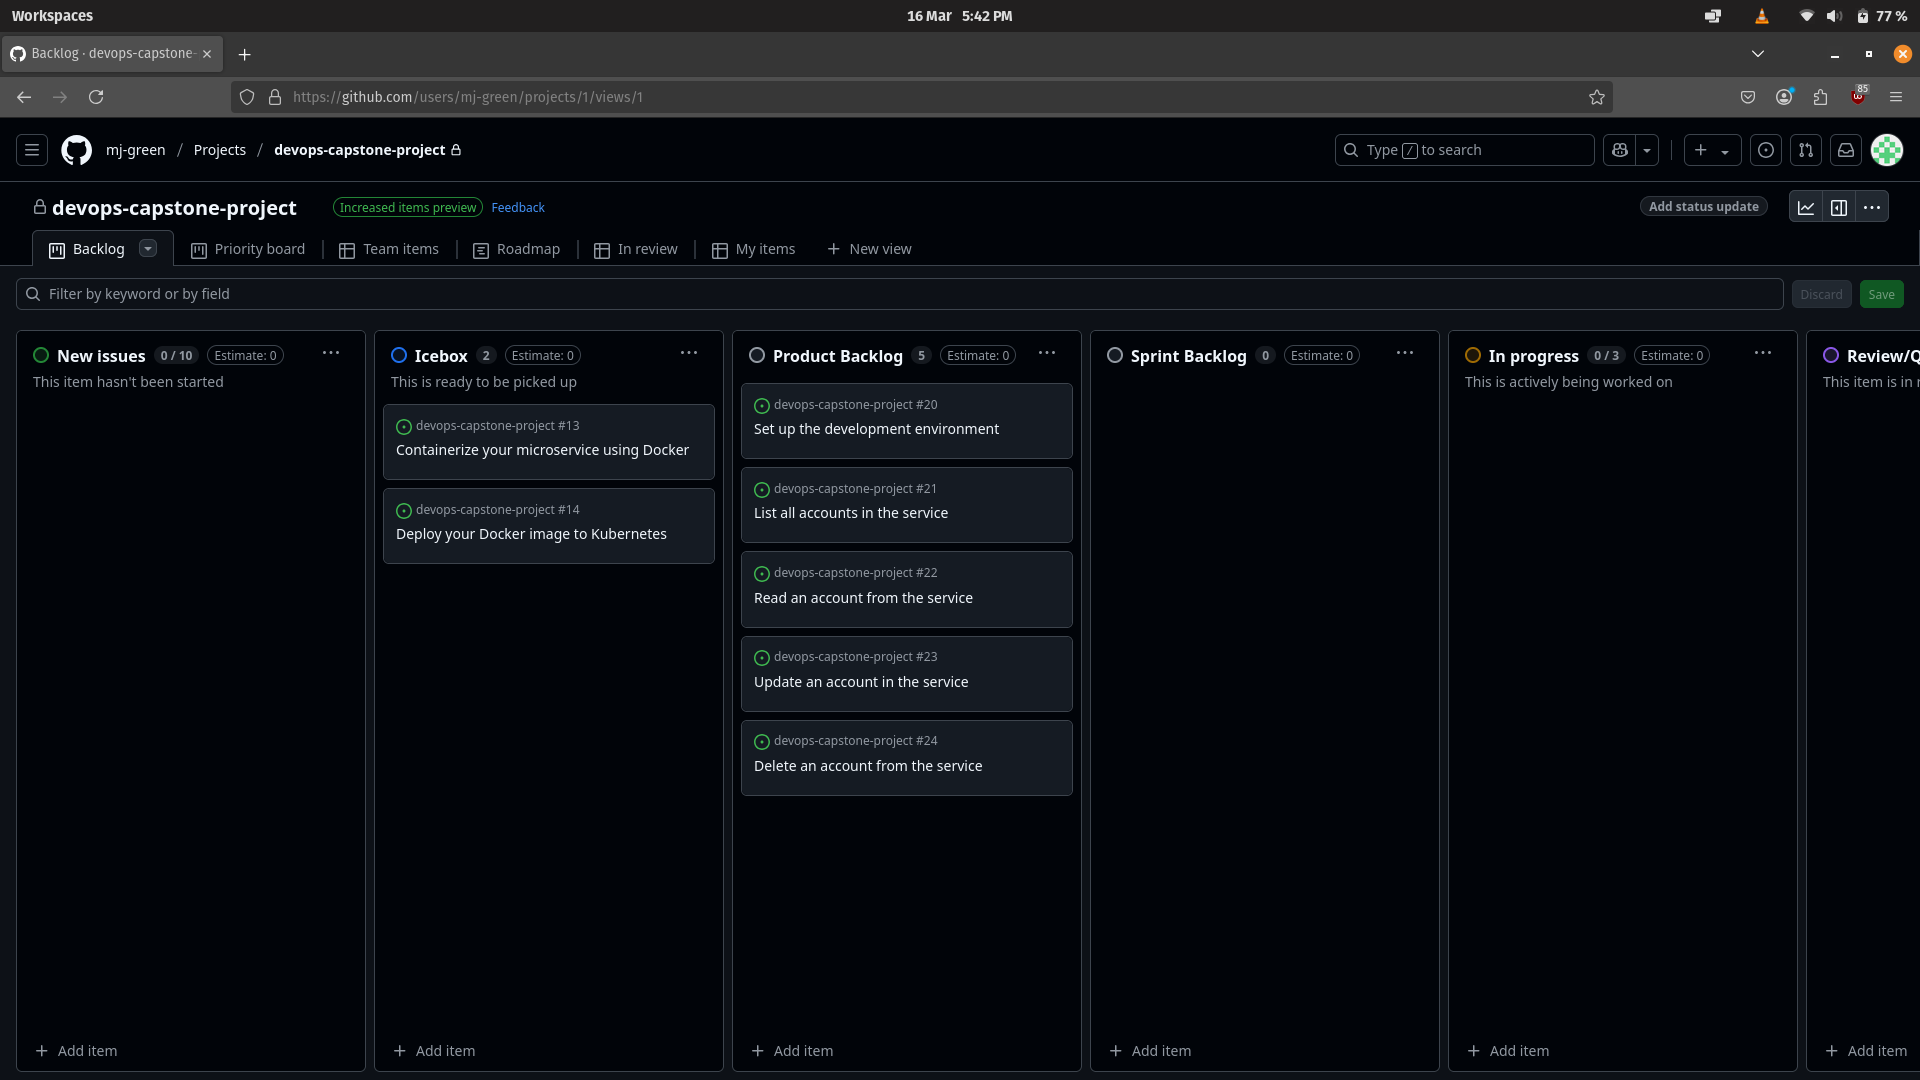 Workspaces
16 Mar 5:42 PM
77 %
Backlog · devops-capstone-
https://github.com/users/mj-green/projects/1/views/1
85
mj-green / Projects / devops-capstone-project
Type / to search
devops-capstone-project
Increased items preview
Feedback
Add status update
Backlog
Priority board
Team items
Roadmap
In review
My items
New view
Filter by keyword or by field
Discard
Save
New issues 0 / 10 Estimate: 0
This item hasn't been started
Add item
Icebox 2 Estimate: 0
This is ready to be picked up
devops-capstone-project #13
Containerize your microservice using Docker
devops-capstone-project #14
Deploy your Docker image to Kubernetes
Add item
Product Backlog 5 Estimate: 0
devops-capstone-project #20
Set up the development environment
devops-capstone-project #21
List all accounts in the service
devops-capstone-project #22
Read an account from the service
devops-capstone-project #23
Update an account in the service
devops-capstone-project #24
Delete an account from the service
Add item
Sprint Backlog 0 Estimate: 0
Add item
In progress 0 / 3 Estimate: 0
This is actively being worked on
Add item
Review/Q
This item is in r
Add item